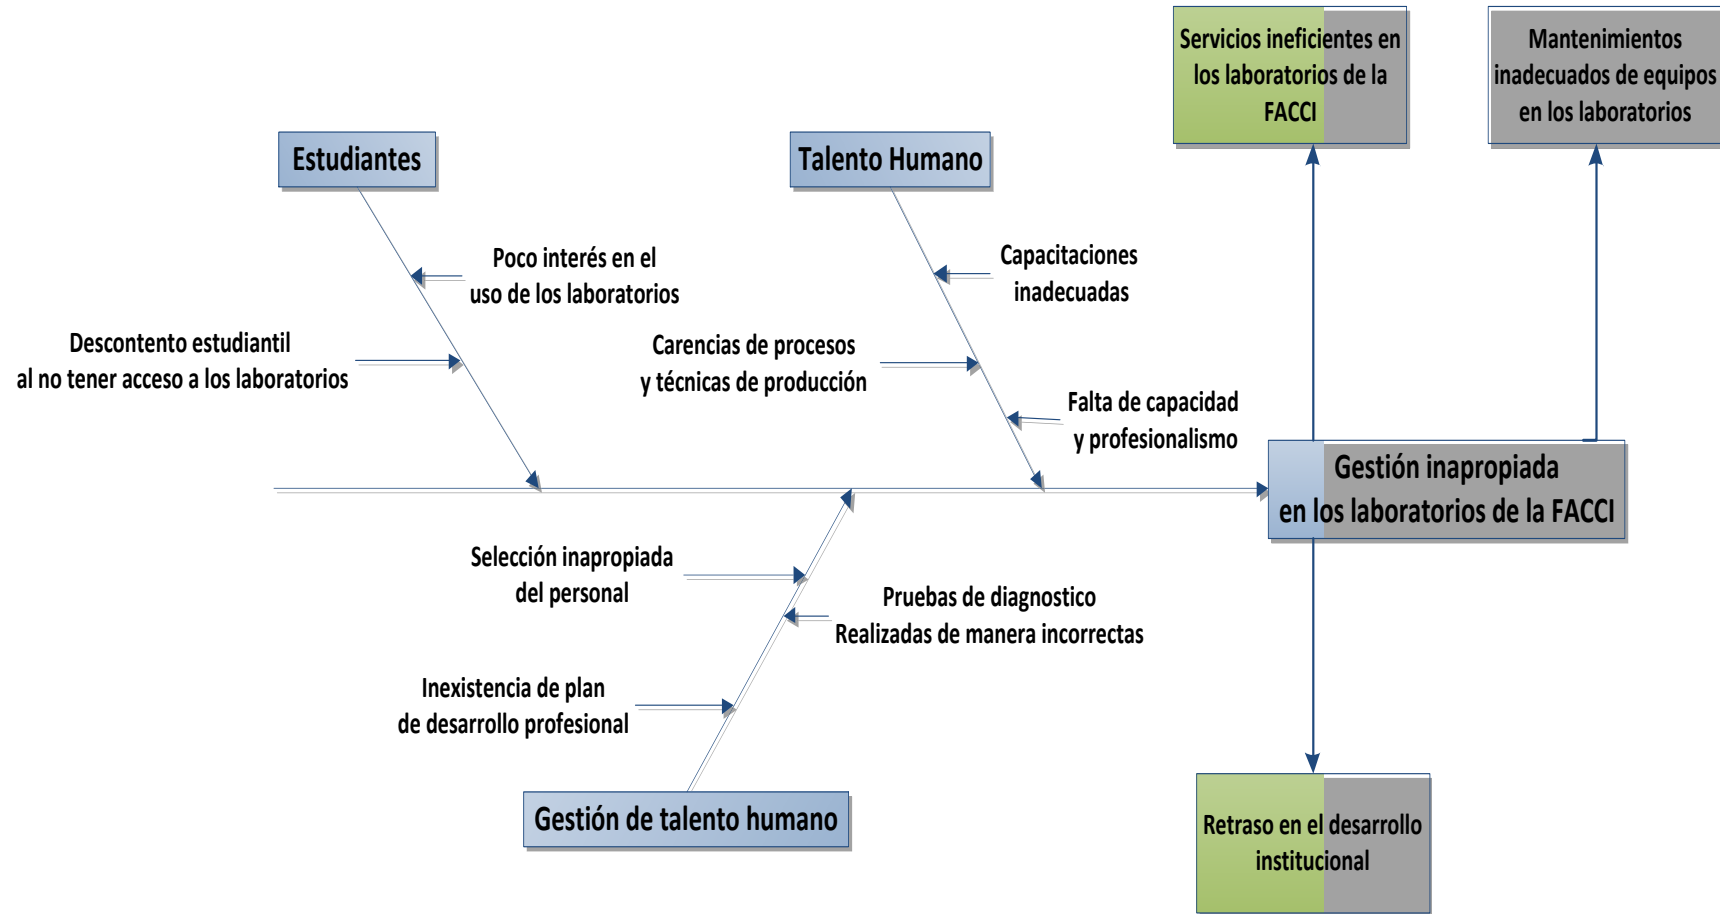 Servicios ineficientes en
los laboratorios de la
FACCI
Mantenimientos
inadecuados de equipos
en los laboratorios
Estudiantes
Talento Humano
Poco interés en el
uso de los laboratorios
Capacitaciones
inadecuadas
Descontento estudiantil
al no tener acceso a los laboratorios
Carencias de procesos
y técnicas de producción
Falta de capacidad
y profesionalismo
Gestión inapropiada
en los laboratorios de la FACCI
Selección inapropiada
del personal
Pruebas de diagnostico
Realizadas de manera incorrectas
Inexistencia de plan
de desarrollo profesional
Gestión de talento humano
Retraso en el desarrollo
institucional